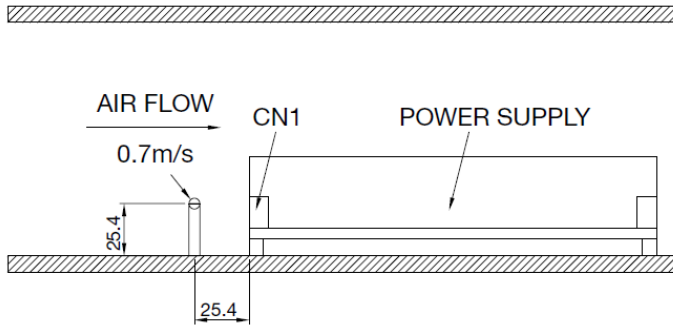 AIR FLOW
CN1
POWER SUPPLY
0.7m/s
25.4
25.4